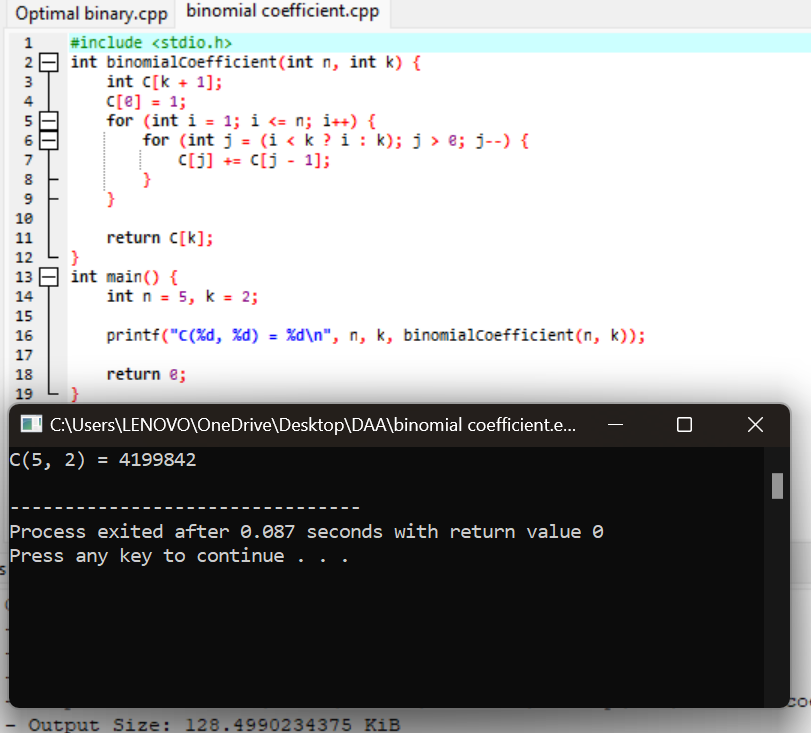 Optimal binary.cpp binomial coefficient.cpp
1 #include <stdio.h>
2 int binomialCoefficient(int n, int k) {
3 int C[k + 1];
4 C[0] = 1;
5 for (int i = 1; i <= n; i++) {
6 for (int j = (i < k ? i : k); j > 0; j--) {
7 C[j] += C[j - 1];
8 }
9 }
10
11 return C[k];
12 }
13 int main() {
14 int n = 5, k = 2;
15
16 printf("C(%d, %d) = %d\n", n, k, binomialCoefficient(n, k));
17
18 return 0;
19 }
C:\Users\LENOVO\OneDrive\Desktop\DAA\binomial coefficient.e...
C(5, 2) = 4199842
--------------------------------
Process exited after 0.087 seconds with return value 0
Press any key to continue . . .
- Output Size: 128.4990234375 KiB